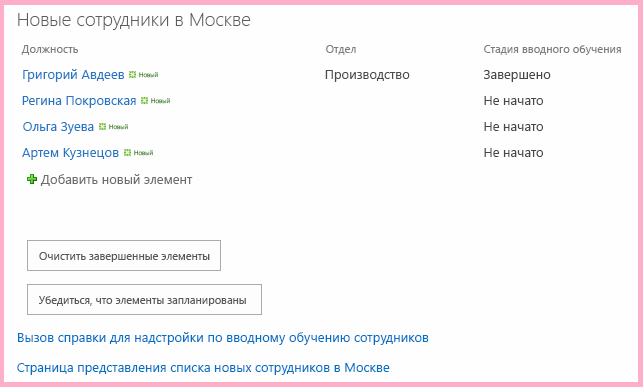 Новые сотрудники в Москве
Должность Отдел Стадия вводного обучения
Григорий Авдеев Новый Производство Завершено
Регина Покровская Новый Не начато
Ольга Зуева Новый Не начато
Артем Кузнецов Новый Не начато
Добавить новый элемент
Очистить завершенные элементы
Убедиться, что элементы запланированы
Вызов справки для надстройки по вводному обучению сотрудников
Страница представления списка новых сотрудников в Москве